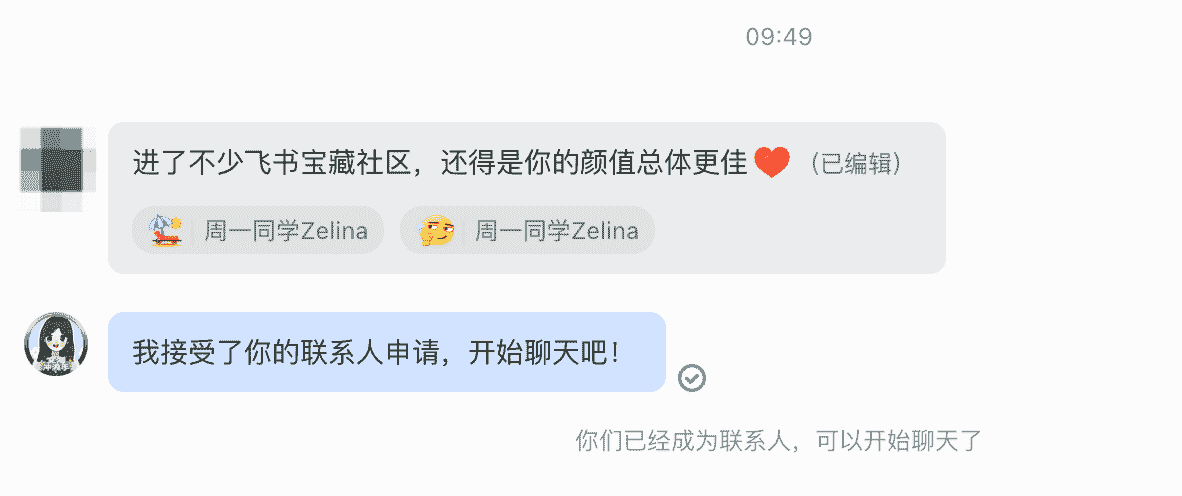 09:49
进了不少飞书宝藏社区，还得是你的颜值总体更佳❤️（已编辑）
周一同学Zelina 周一同学Zelina
我接受了你的联系人申请，开始聊天吧！
你们已经成为联系人，可以开始聊天了